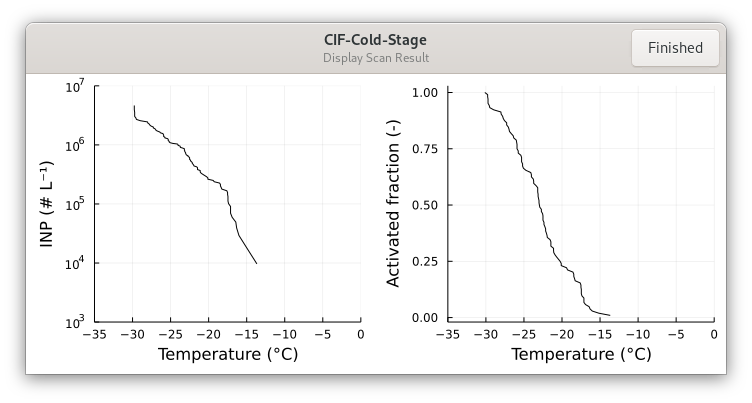 CIF-Cold-Stage
Display Scan Result
Finished
INP (# L⁻¹)
10⁷
10⁶
10⁵
10⁴
10³
−35 −30 −25 −20 −15 −10 −5 0
Temperature (°C)
Activated fraction (-)
1.00
0.75
0.50
0.25
0.00
−35 −30 −25 −20 −15 −10 −5 0
Temperature (°C)